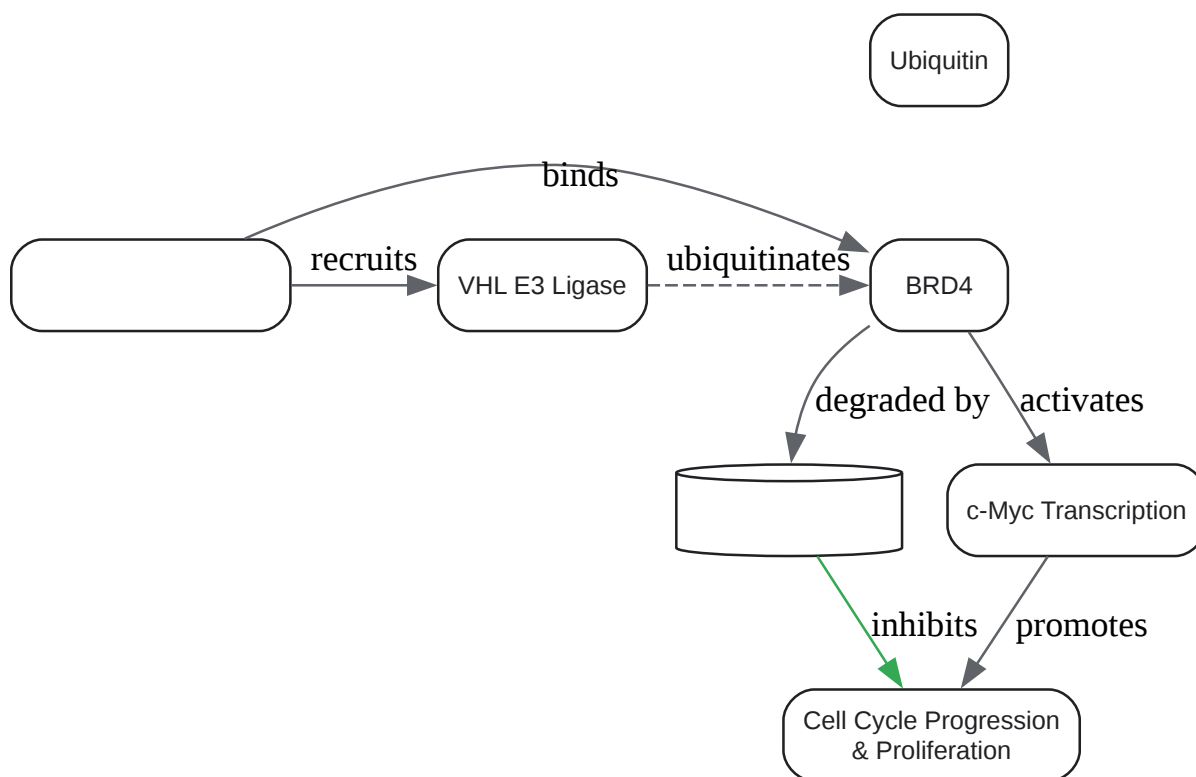 Ubiquitin
binds
recruits
VHL E3 Ligase
ubiquitinates
BRD4
degraded by
activates
c-Myc Transcription
inhibits
promotes
Cell Cycle Progression
& Proliferation